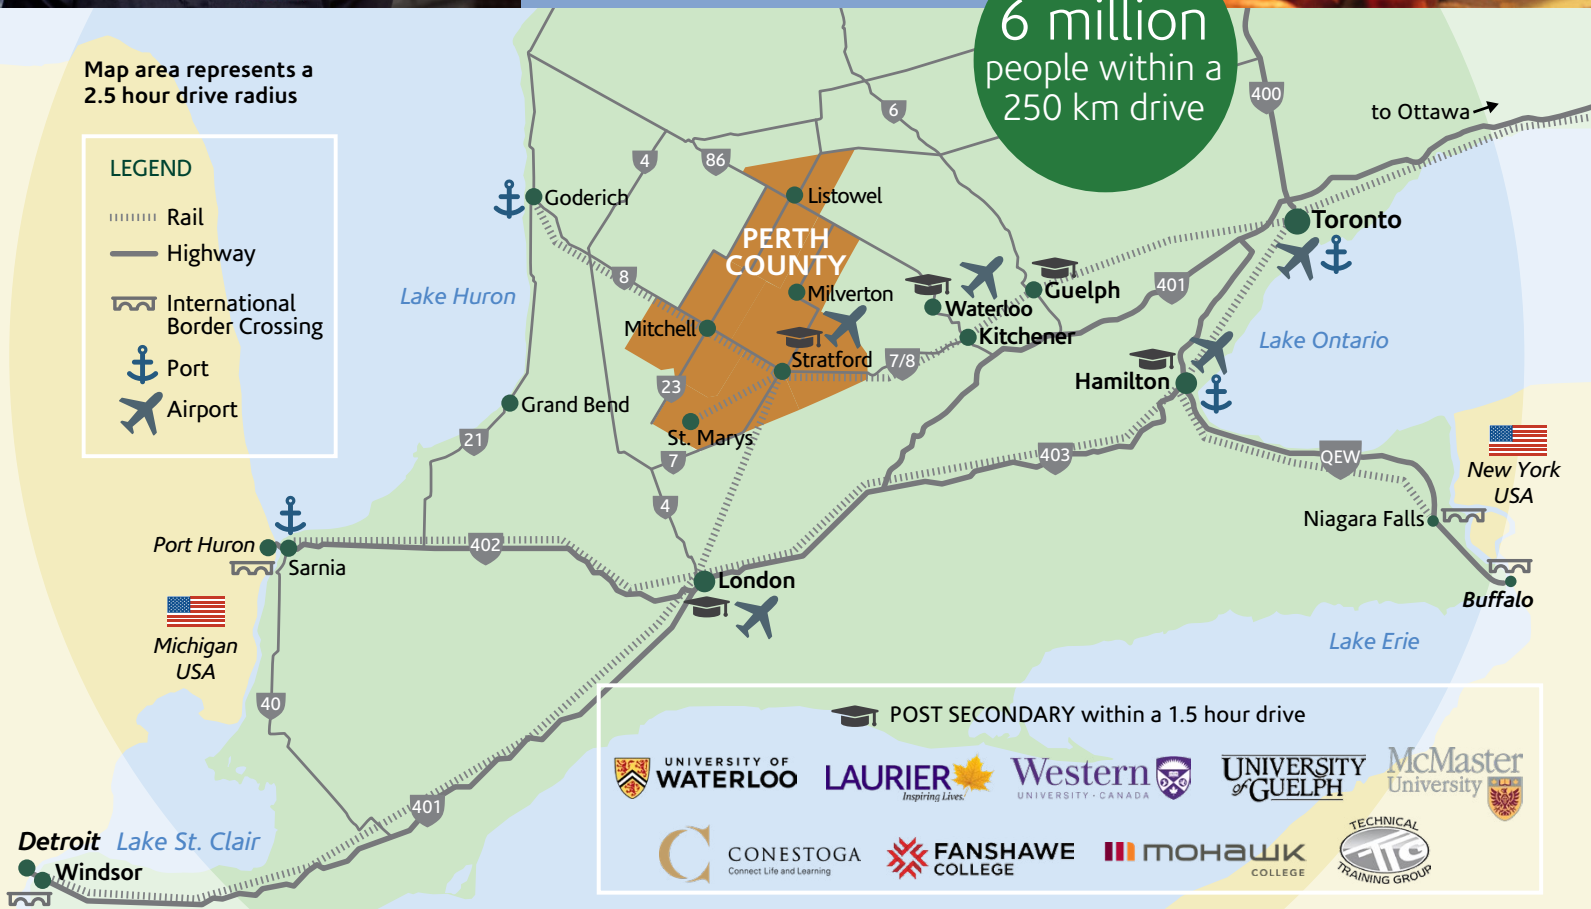 6 million
people within a
250 km drive
Map area represents a
2.5 hour drive radius
LEGEND
Rail
Highway
International
Border Crossing
Port
Airport
400
to Ottawa
6
4
86
Goderich
Listowel
Toronto
PERTH
COUNTY
8
Lake Huron
Milverton
Guelph
401
Waterloo
Mitchell
Kitchener
Lake Ontario
Stratford
7/8
Hamilton
23
Grand Bend
St. Marys
21
7
403
QEW
New York
USA
4
Niagara Falls
Port Huron
402
Sarnia
London
Buffalo
Michigan
USA
Lake Erie
40
POST SECONDARY within a 1.5 hour drive
UNIVERSITY OF
WATERLOO
LAURIER
Inspiring Lives.
Western
UNIVERSITY · CANADA
UNIVERSITY
of GUELPH
McMaster
University
401
Detroit
Lake St. Clair
Windsor
CONESTOGA
Connect Life and Learning
FANSHAWE
COLLEGE
mohawk
COLLEGE
TECHNICAL
TTG
TRAINING GROUP